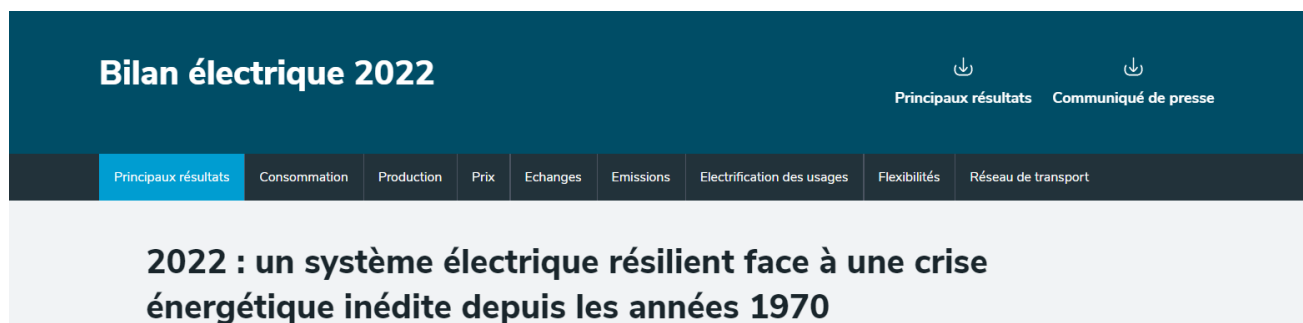 Bilan électrique 2022
Principaux résultats
Communiqué de presse
Principaux résultats Consommation Production Prix Echanges Emissions Electrification des usages Flexibilités Réseau de transport
2022 : un système électrique résilient face à une crise
énergétique inédite depuis les années 1970